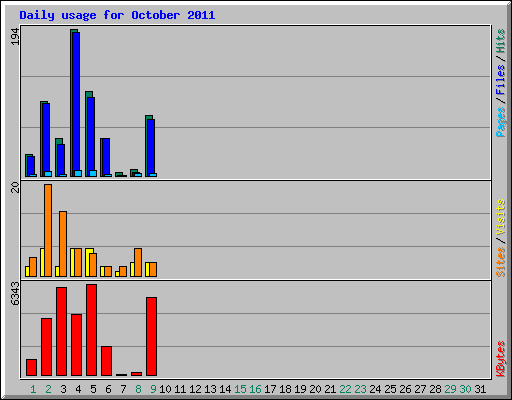 Daily usage for October 2011
194
20
6343
Pages/Files/Hits
Sites/Visits
KBytes
1 2 3 4 5 6 7 8 9 10 11 12 13 14 15 16 17 18 19 20 21 22 23 24 25 26 27 28 29 30 31